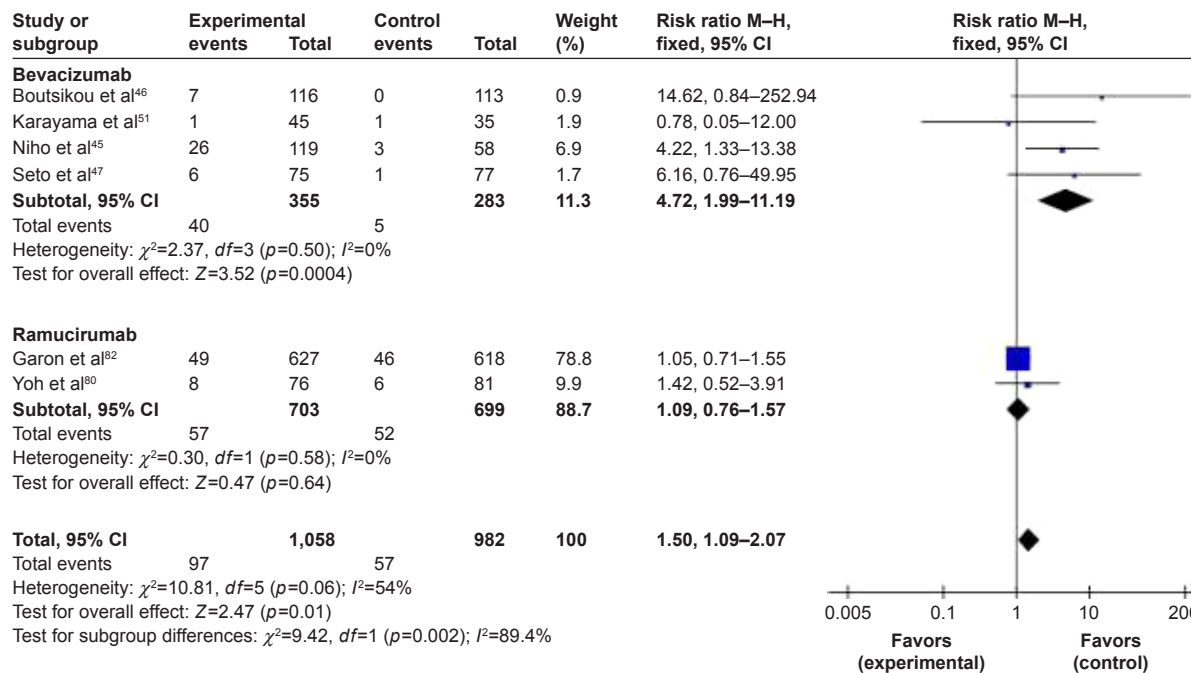 Study or subgroup Experimental events Total Control events Total Weight (%) Risk ratio M–H, fixed, 95% CI Risk ratio M–H, fixed, 95% CI
Bevacizumab
Boutsikou et al⁴⁶ 7 116 0 113 0.9 14.62, 0.84–252.94
Karayama et al⁵¹ 1 45 1 35 1.9 0.78, 0.05–12.00
Niho et al⁴⁵ 26 119 3 58 6.9 4.22, 1.33–13.38
Seto et al⁴⁷ 6 75 1 77 1.7 6.16, 0.76–49.95
Subtotal, 95% CI 355 283 11.3 4.72, 1.99–11.19
Total events 40 5
Heterogeneity: χ²=2.37, df=3 (p=0.50); I²=0%
Test for overall effect: Z=3.52 (p=0.0004)
Ramucirumab
Garon et al⁸² 49 627 46 618 78.8 1.05, 0.71–1.55
Yoh et al⁸⁰ 8 76 6 81 9.9 1.42, 0.52–3.91
Subtotal, 95% CI 703 699 88.7 1.09, 0.76–1.57
Total events 57 52
Heterogeneity: χ²=0.30, df=1 (p=0.58); I²=0%
Test for overall effect: Z=0.47 (p=0.64)
Total, 95% CI 1,058 982 100 1.50, 1.09–2.07
Total events 97 57
Heterogeneity: χ²=10.81, df=5 (p=0.06); I²=54%
Test for overall effect: Z=2.47 (p=0.01)
Test for subgroup differences: χ²=9.42, df=1 (p=0.002); I²=89.4%
0.005 0.1 1 10 200
Favors (experimental) Favors (control)